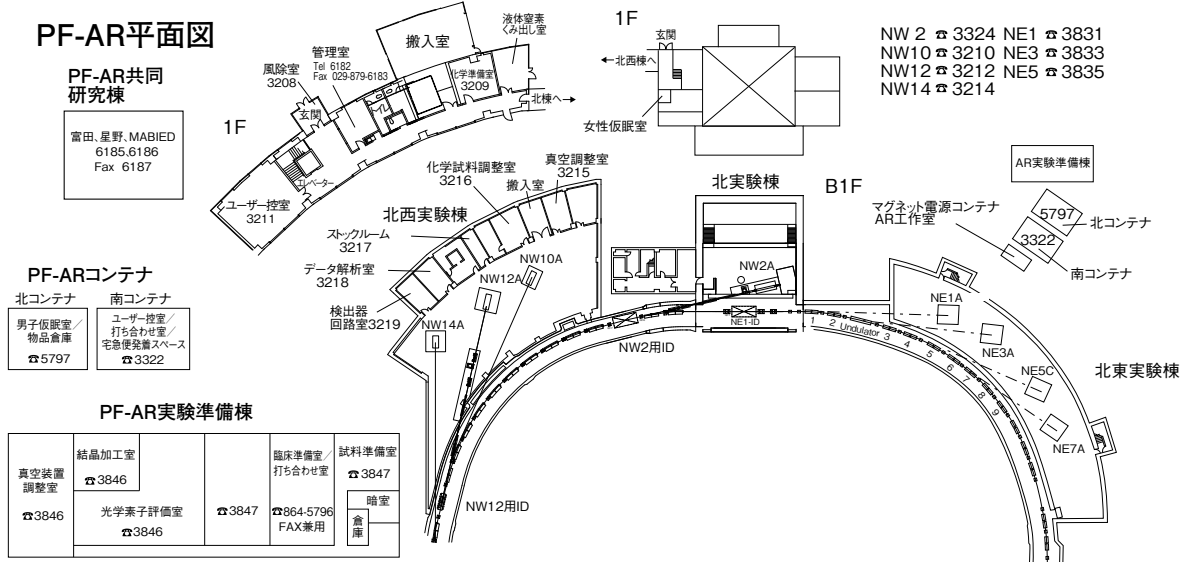 PF-AR平面図
PF-AR共同
研究棟
富田、星野、MABIED
6185,6186
Fax 6187
1F
風除室
3208
玄関
管理室
Tel 6182
Fax 029-879-6183
搬入室
液体窒素
くみ出し室
化学準備室
3209
北棟へ
エレベーター
ユーザー控室
3211
1F
玄関
北西棟へ
女性仮眠室
NW 2 ☎ 3324 NE1 ☎ 3831
NW10 ☎ 3210 NE3 ☎ 3833
NW12 ☎ 3212 NE5 ☎ 3835
NW14 ☎ 3214
B1F
AR実験準備棟
マグネット電源コンテナ
AR工作室
5797
3322
北コンテナ
南コンテナ
北西実験棟
化学試料調整室
3216
搬入室
真空調整室
3215
ストックルーム
3217
データ解析室
3218
検出器
回路室3219
NW10A
NW12A
NW14A
北実験棟
NW2A
NE1-ID
NW2用ID
NW12用ID
1
2
Undulator
3
4
5
6
7
8
9
NE1A
NE3A
NE5C
NE7A
北東実験棟
PF-ARコンテナ
北コンテナ
男子仮眠室／
物品倉庫
☎5797
南コンテナ
ユーザー控室／
打ち合わせ室／
宅急便発着スペース
☎3322
PF-AR実験準備棟
真空装置
調整室
☎3846
結晶加工室
☎3846
光学素子評価室
☎3846
☎3847
臨床準備室／
打ち合わせ室
☎864-5796
FAX兼用
試料準備室
☎3847
暗室
倉庫